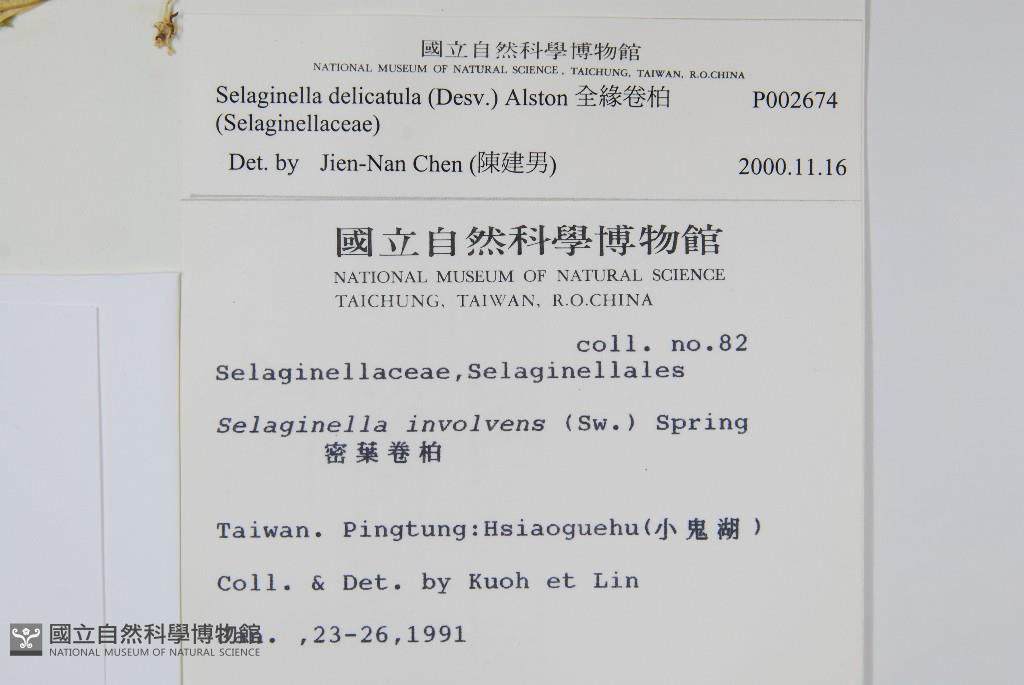 國立自然科學博物館
NATIONAL MUSEUM OF NATURAL SCIENCE, TAICHUNG, TAIWAN, R.O.CHINA
Selaginella delicatula (Desv.) Alston 全緣卷柏 P002674
(Selaginellaceae)
Det. by Jien-Nan Chen (陳建男) 2000.11.16
國立自然科學博物館
NATIONAL MUSEUM OF NATURAL SCIENCE
TAICHUNG, TAIWAN, R.O.CHINA
coll. no.82
Selaginellaceae,Selaginellales
Selaginella involvens (Sw.) Spring
密葉卷柏
Taiwan. Pingtung:Hsiaoguehu(小鬼湖)
Coll. & Det. by Kuoh et Lin
,23-26,1991
國立自然科學博物館
NATIONAL MUSEUM OF NATURAL SCIENCE